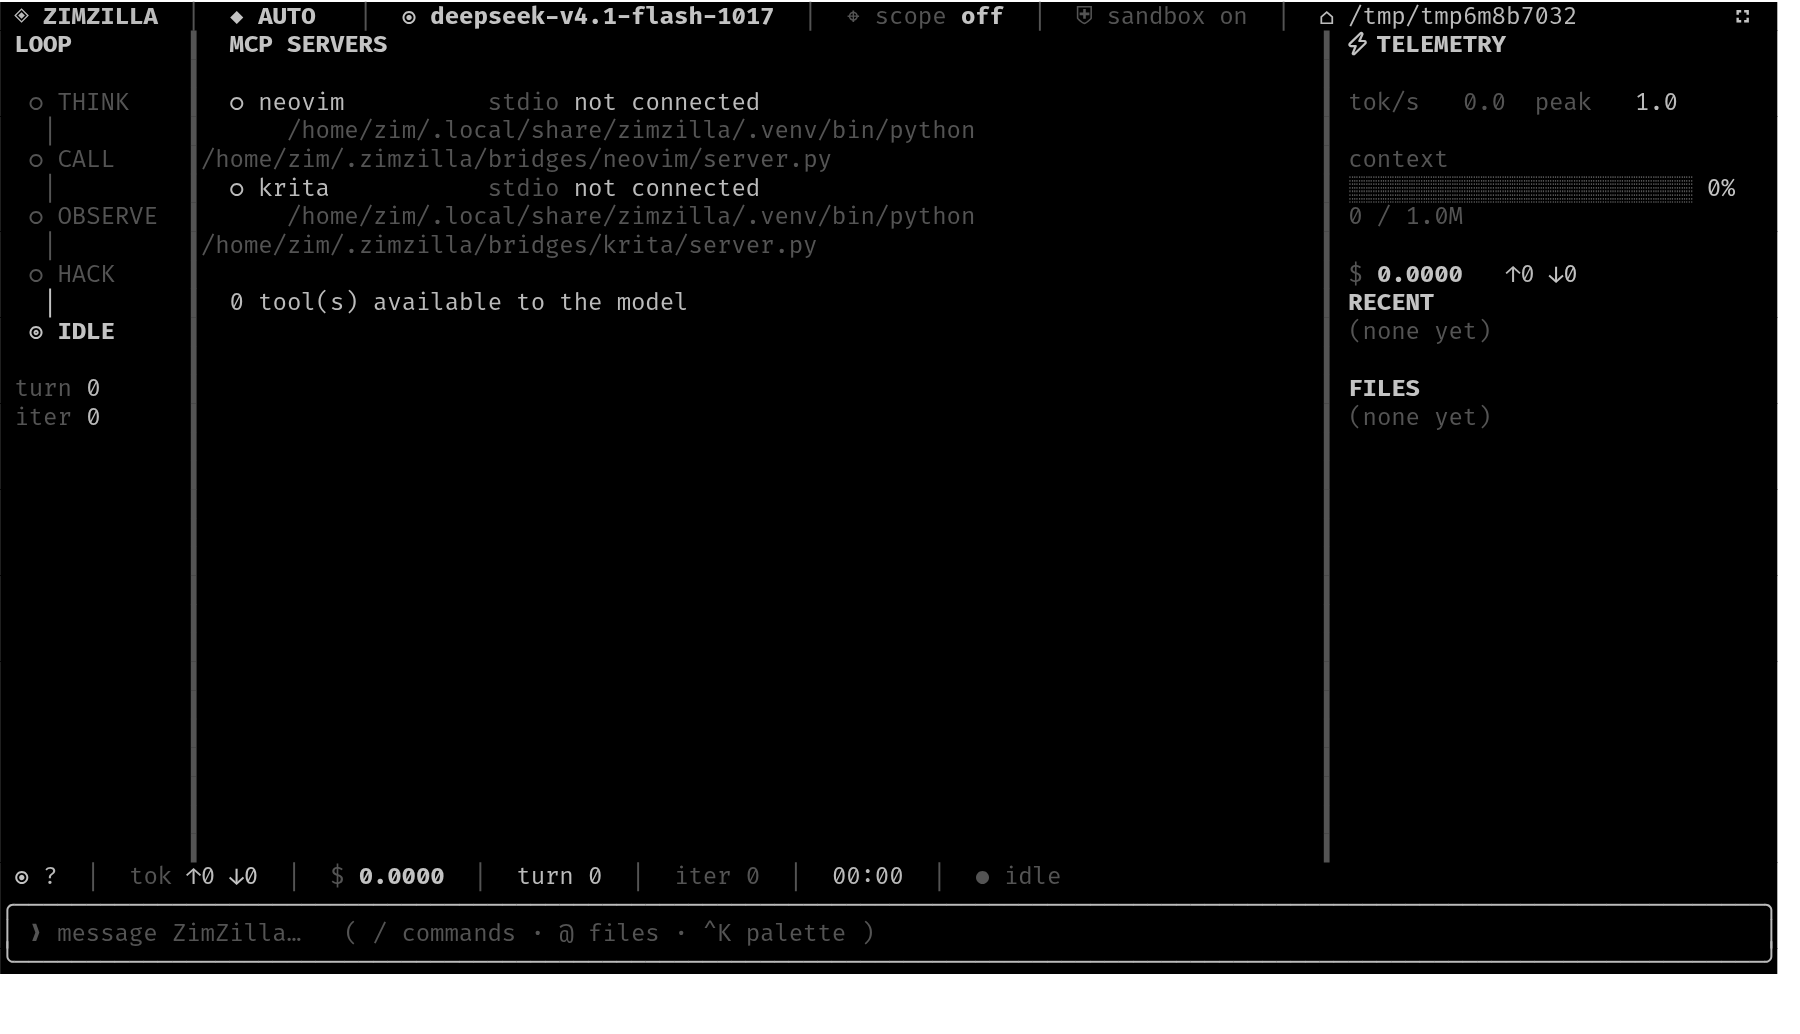 ◈ ZIMZILLA │ ◆ AUTO │ ⊙ deepseek-v4.1-flash-1017 │ ⌖ scope off │ ⛨ sandbox on │ ⌂ /tmp/tmp6m8b7032 ⛶
LOOP
○ THINK
│
○ CALL
│
○ OBSERVE
│
○ HACK
│
◎ IDLE
turn 0
iter 0
MCP SERVERS
○ neovim stdio not connected
/home/zim/.local/share/zimzilla/.venv/bin/python
/home/zim/.zimzilla/bridges/neovim/server.py
○ krita stdio not connected
/home/zim/.local/share/zimzilla/.venv/bin/python
/home/zim/.zimzilla/bridges/krita/server.py
0 tool(s) available to the model
⚡ TELEMETRY
tok/s 0.0 peak 1.0
context
0%
0 / 1.0M
$ 0.0000 ↑0 ↓0
RECENT
(none yet)
FILES
(none yet)
⊙ ? │ tok ↑0 ↓0 │ $ 0.0000 │ turn 0 │ iter 0 │ 00:00 │ ● idle
❫ message ZimZilla… ( / commands · @ files · ^K palette )